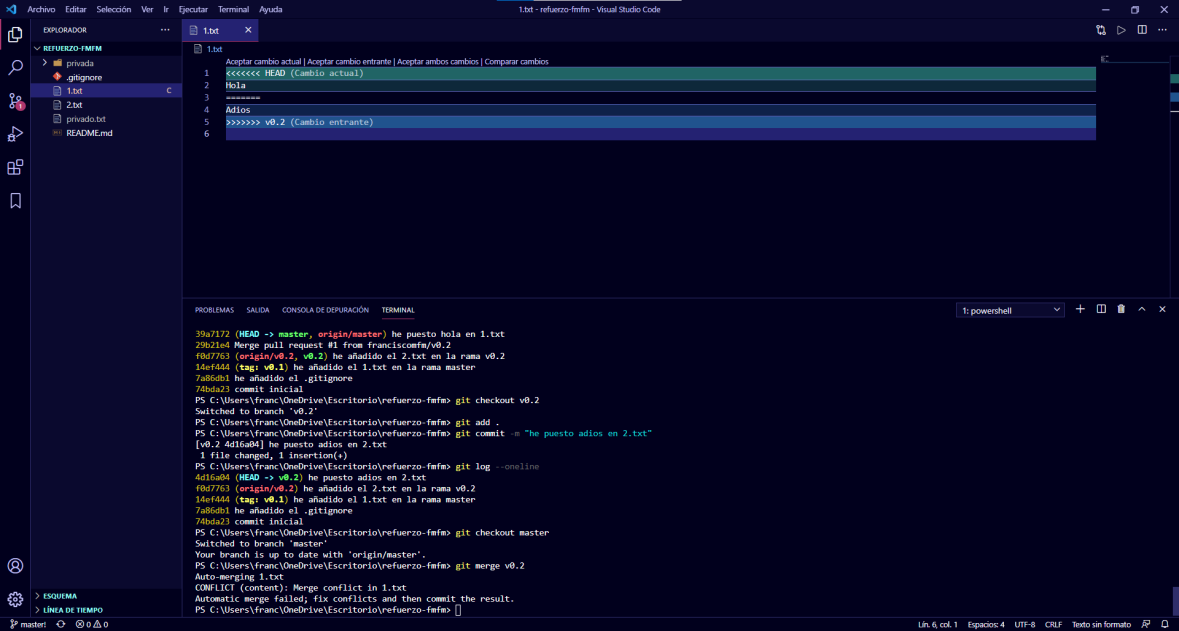 Archivo Editar Selección Ver Ir Ejecutar Terminal Ayuda
1.txt - refuerzo-fmfm - Visual Studio Code
EXPLORADOR ···
REFUERZO-FMFM
privada
.gitignore
1.txt C
2.txt
privado.txt
README.md
ESQUEMA
LÍNEA DE TIEMPO
1.txt
1.txt
Aceptar cambio actual | Aceptar cambio entrante | Aceptar ambos cambios | Comparar cambios
1 <<<<<<< HEAD (Cambio actual)
2 Hola
3 =======
4 Adios
5 >>>>>>> v0.2 (Cambio entrante)
6
PROBLEMAS SALIDA CONSOLA DE DEPURACIÓN TERMINAL
1: powershell
39a7172 (HEAD -> master, origin/master) he puesto hola en 1.txt
29b21e4 Merge pull request #1 from franciscomfm/v0.2
f0d7763 (origin/v0.2, v0.2) he añadido el 2.txt en la rama v0.2
14ef444 (tag: v0.1) he añadido el 1.txt en la rama master
7a86db1 he añadido el .gitignore
74bda23 commit inicial
PS C:\Users\franc\OneDrive\Escritorio\refuerzo-fmfm> git checkout v0.2
Switched to branch 'v0.2'
PS C:\Users\franc\OneDrive\Escritorio\refuerzo-fmfm> git add .
PS C:\Users\franc\OneDrive\Escritorio\refuerzo-fmfm> git commit -m "he puesto adios en 2.txt"
[v0.2 4d16a04] he puesto adios en 2.txt
1 file changed, 1 insertion(+)
PS C:\Users\franc\OneDrive\Escritorio\refuerzo-fmfm> git log --oneline
4d16a04 (HEAD -> v0.2) he puesto adios en 2.txt
f0d7763 (origin/v0.2) he añadido el 2.txt en la rama v0.2
14ef444 (tag: v0.1) he añadido el 1.txt en la rama master
7a86db1 he añadido el .gitignore
74bda23 commit inicial
PS C:\Users\franc\OneDrive\Escritorio\refuerzo-fmfm> git checkout master
Switched to branch 'master'
Your branch is up to date with 'origin/master'.
PS C:\Users\franc\OneDrive\Escritorio\refuerzo-fmfm> git merge v0.2
Auto-merging 1.txt
CONFLICT (content): Merge conflict in 1.txt
Automatic merge failed; fix conflicts and then commit the result.
PS C:\Users\franc\OneDrive\Escritorio\refuerzo-fmfm>
master! 0 0
Lín. 6, col. 1 Espacios: 4 UTF-8 CRLF Texto sin formato